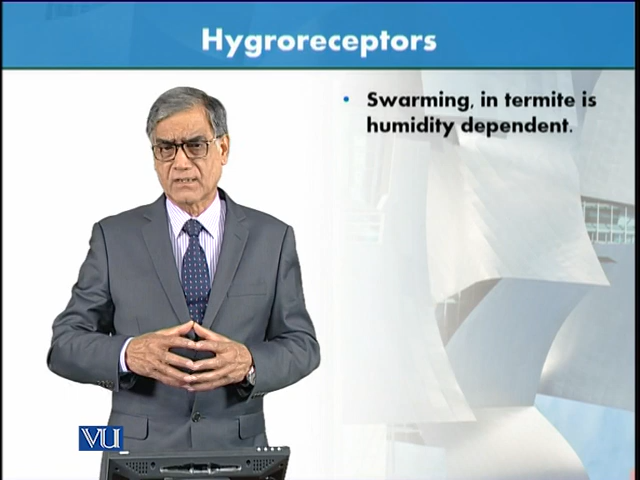 Hygroreceptors
• Swarming, in termite is
humidity dependent.
VU